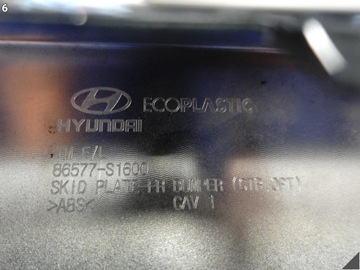 6
ECOPLASTIC
HYUNDAI
86577-S1600
SKID PLATE-FR BUMPER
>ABS< CAV 1